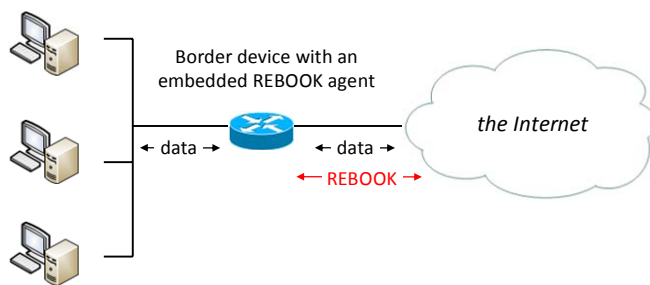 Border device with an
embedded REBOOK agent
the Internet
data
data
REBOOK